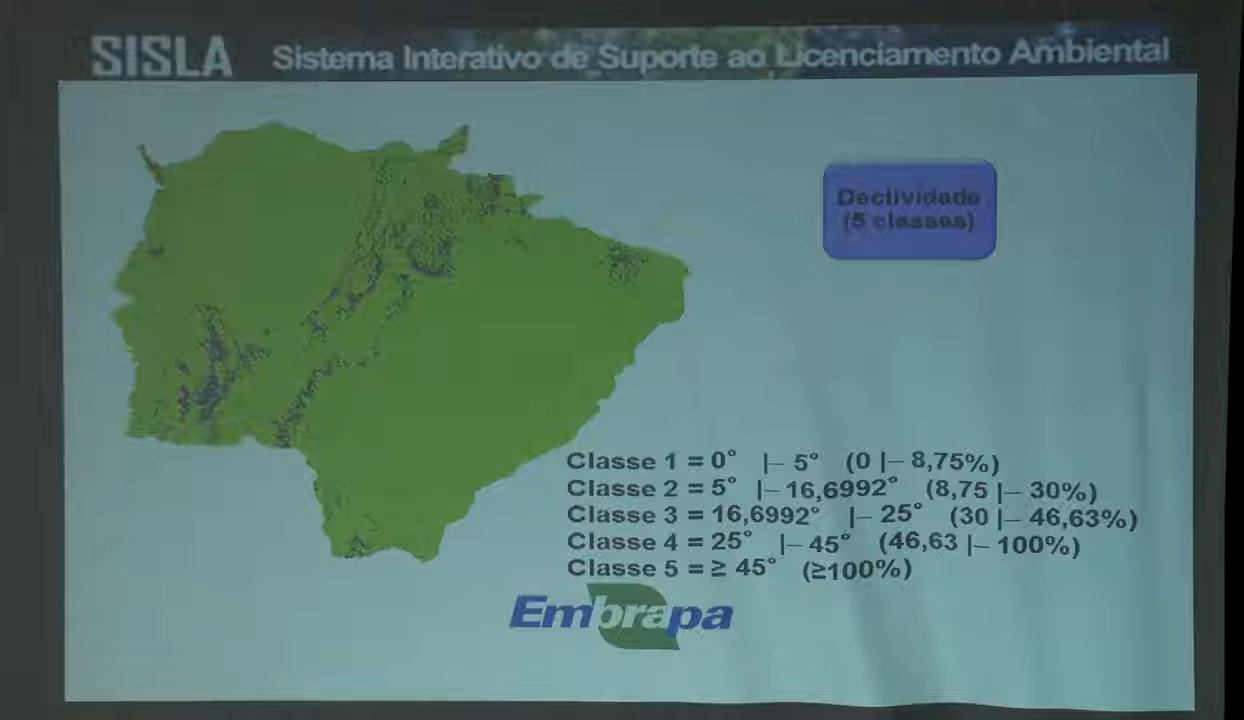 SISLA Sistema Interativo de Suporte ao Licenciamento Ambiental
Declividade
(5 classes)
Classe 1 = 0° |– 5° (0 |– 8,75%)
Classe 2 = 5° |– 16,6992° (8,75 |– 30%)
Classe 3 = 16,6992° |– 25° (30 |– 46,63%)
Classe 4 = 25° |– 45° (46,63 |– 100%)
Classe 5 = ≥ 45° (≥100%)
Embrapa